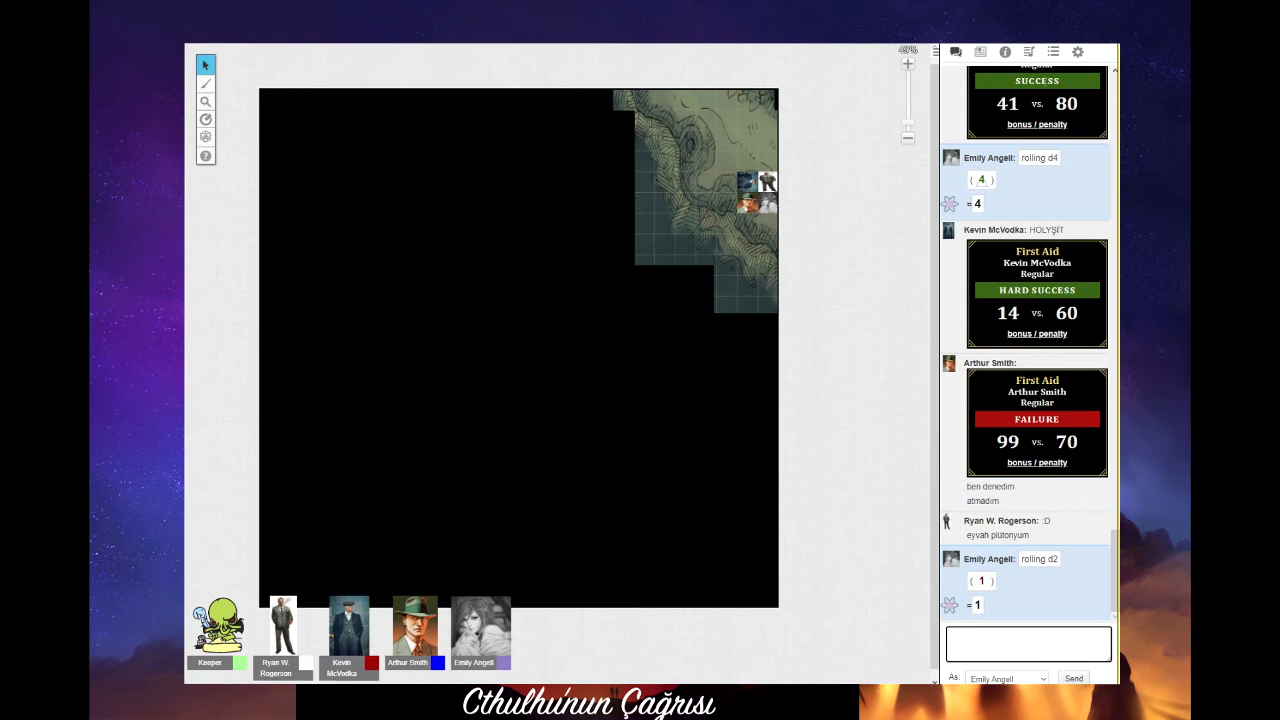 49%
SUCCESS
41 vs. 80
bonus / penalty
Emily Angell: rolling d4
( 4 )
= 4
Kevin McVodka: HOLYŞİT
First Aid
Kevin McVodka
Regular
HARD SUCCESS
14 vs. 60
bonus / penalty
Arthur Smith:
First Aid
Arthur Smith
Regular
FAILURE
99 vs. 70
bonus / penalty
ben denedim
atmadım
Ryan W. Rogerson: :D
eyvah plütonyum
Emily Angell: rolling d2
( 1 )
= 1
As: Emily Angell Send
Keeper
Ryan W.
Rogerson
Kevin
McVodka
Arthur Smith
Emily Angell
Cthulhu'nun Çağrısı